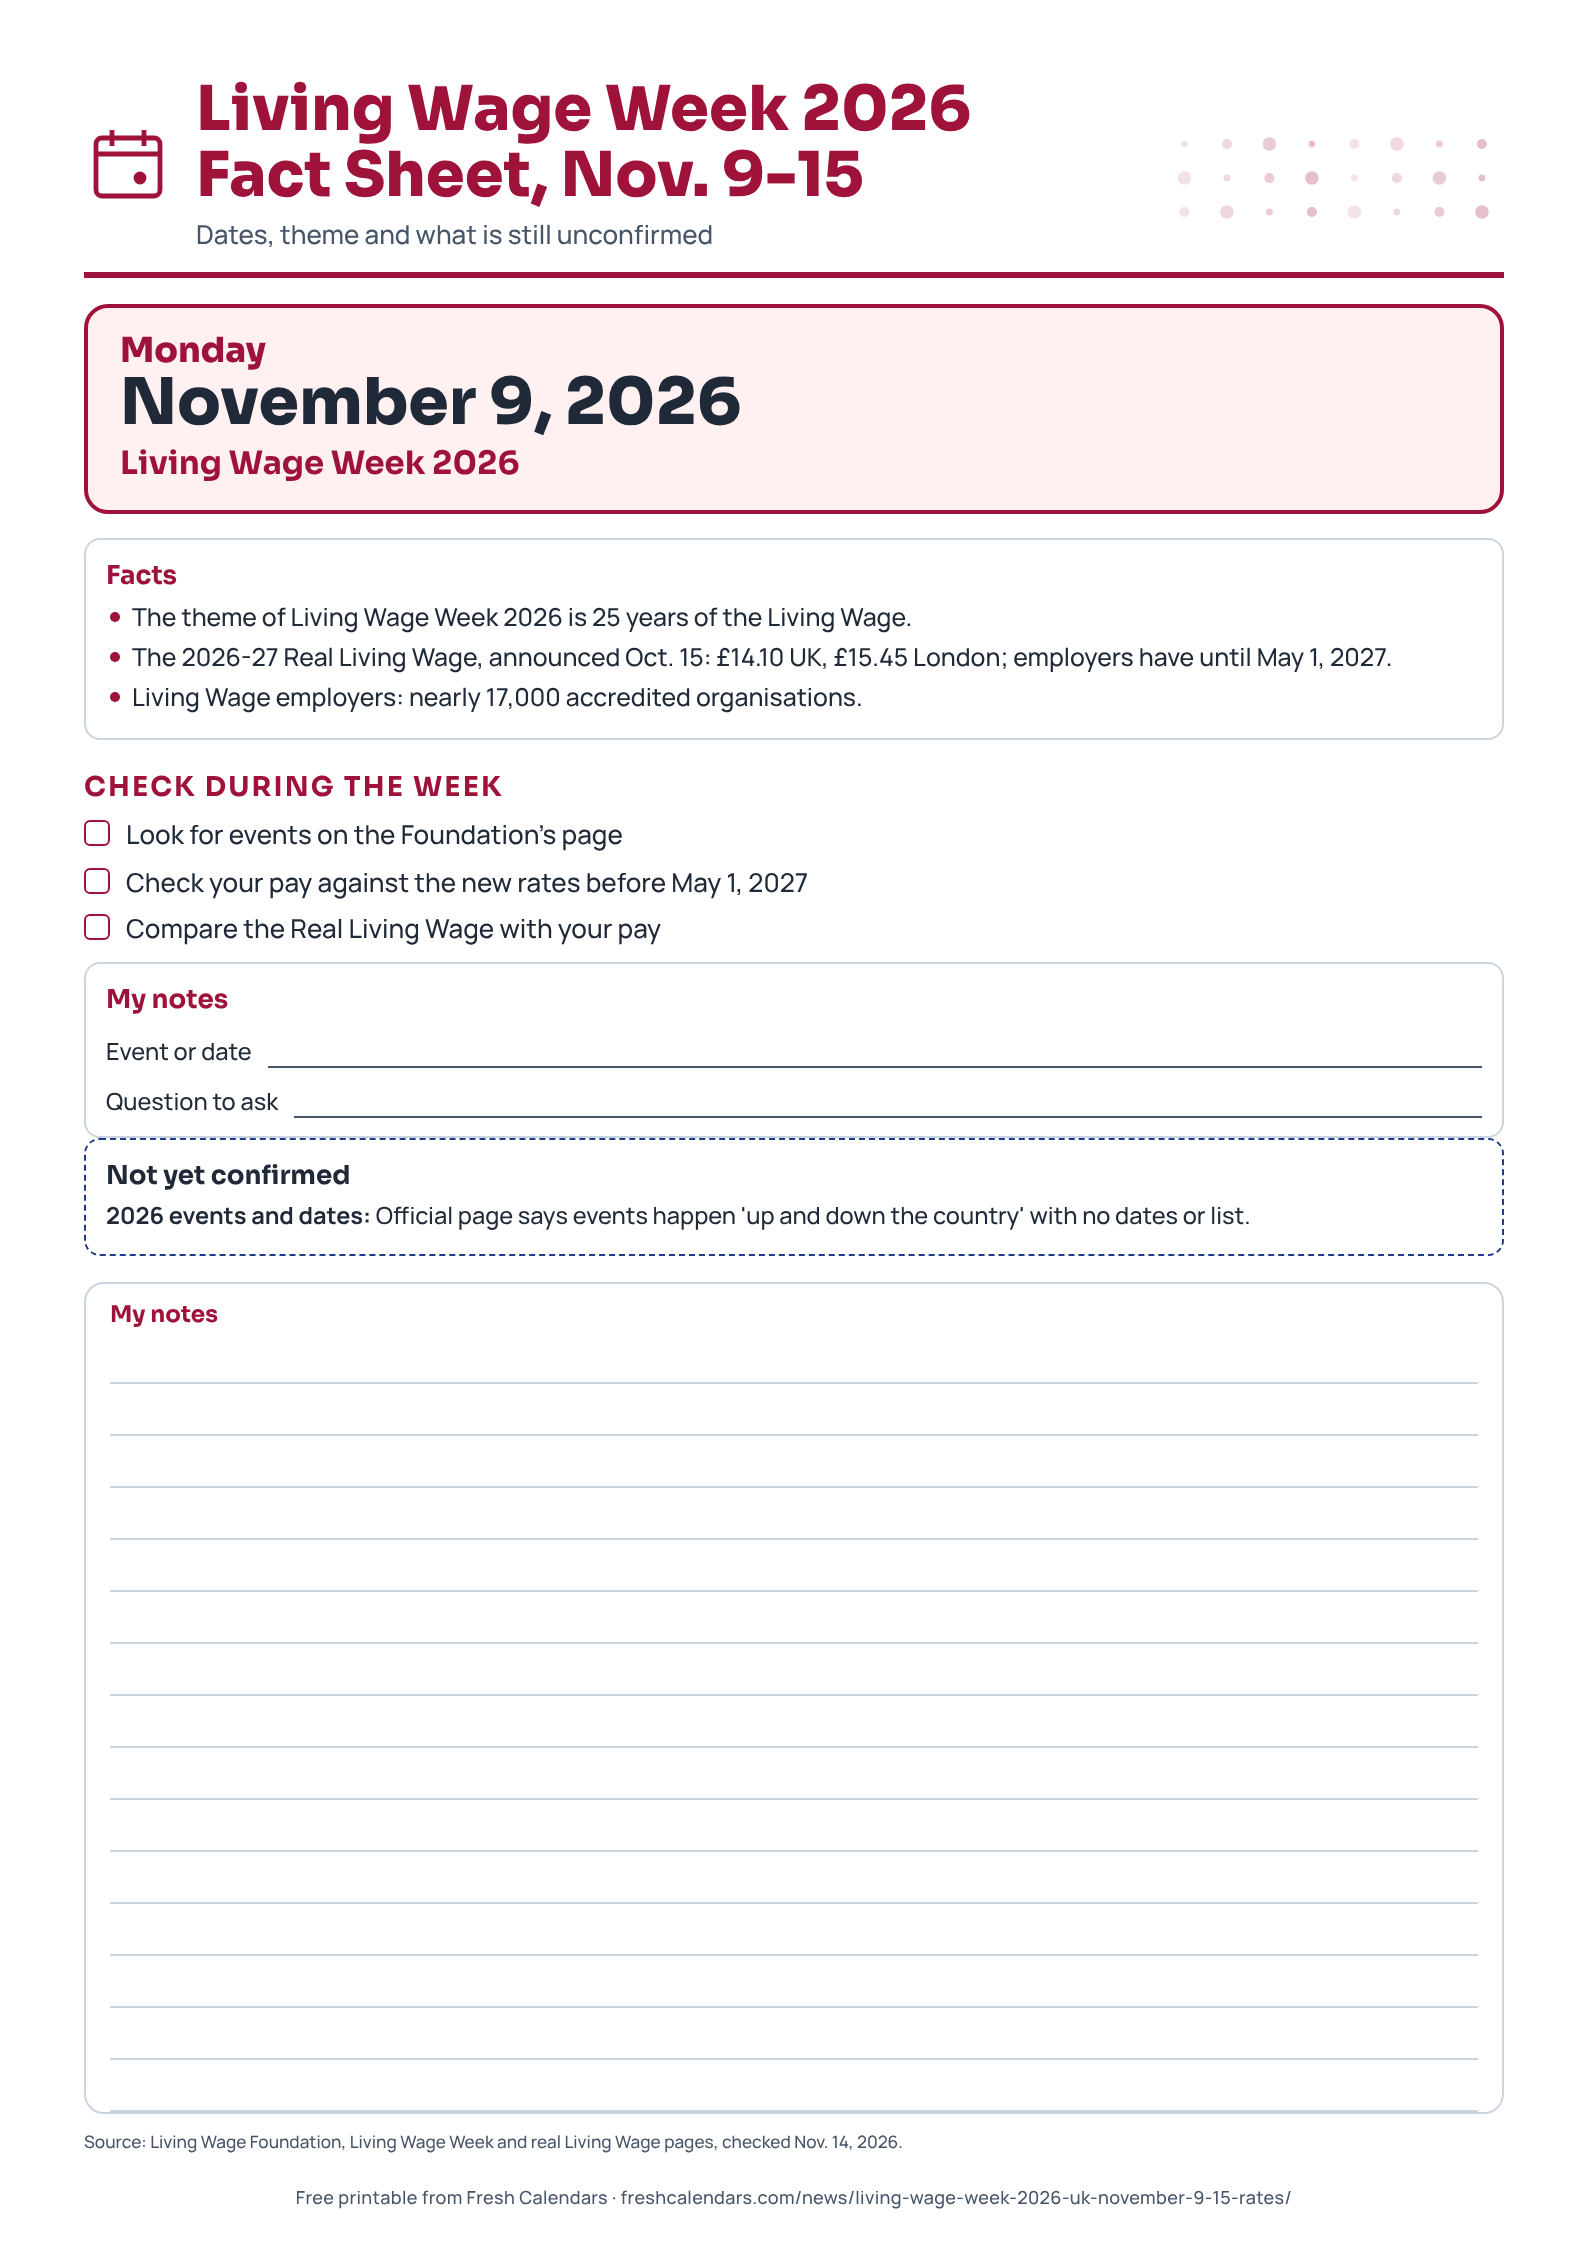 Living Wage Week 2026
Fact Sheet, Nov. 9–15
Dates, theme and what is still unconfirmed
Monday
November 9, 2026
Living Wage Week 2026
Facts
The theme of Living Wage Week 2026 is 25 years of the Living Wage.
The 2026-27 Real Living Wage, announced Oct. 15: £14.10 UK, £15.45 London; employers have until May 1, 2027.
Living Wage employers: nearly 17,000 accredited organisations.
CHECK DURING THE WEEK
Look for events on the Foundation’s page
Check your pay against the new rates before May 1, 2027
Compare the Real Living Wage with your pay
My notes
Event or date
Question to ask
Not yet confirmed
2026 events and dates: Official page says events happen 'up and down the country' with no dates or list.
My notes
Source: Living Wage Foundation, Living Wage Week and real Living Wage pages, checked Nov. 14, 2026.
Free printable from Fresh Calendars · freshcalendars.com/news/living-wage-week-2026-uk-november-9-15-rates/